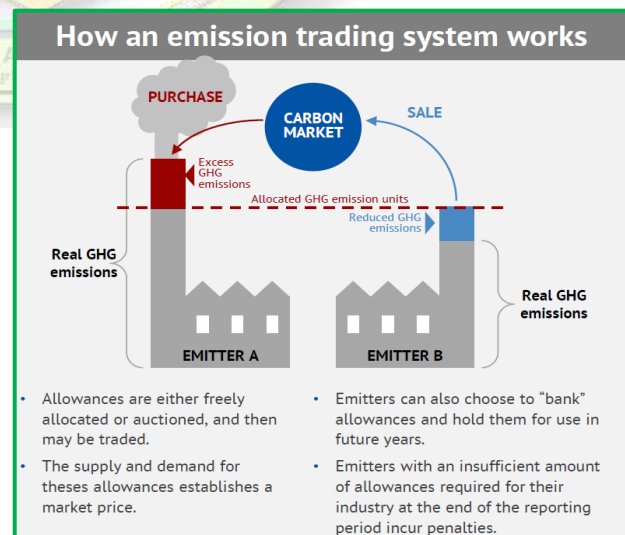 How an emission trading system works
PURCHASE
CARBON
MARKET
SALE
Excess
GHG
emissions
Allocated GHG emission units
Reduced GHG
emissions
Real GHG
emissions
Real GHG
emissions
EMITTER A
EMITTER B
• Allowances are either freely
allocated or auctioned, and then
may be traded.
• The supply and demand for
theses allowances establishes a
market price.
• Emitters can also choose to “bank”
allowances and hold them for use in
future years.
• Emitters with an insufficient amount
of allowances required for their
industry at the end of the reporting
period incur penalties.